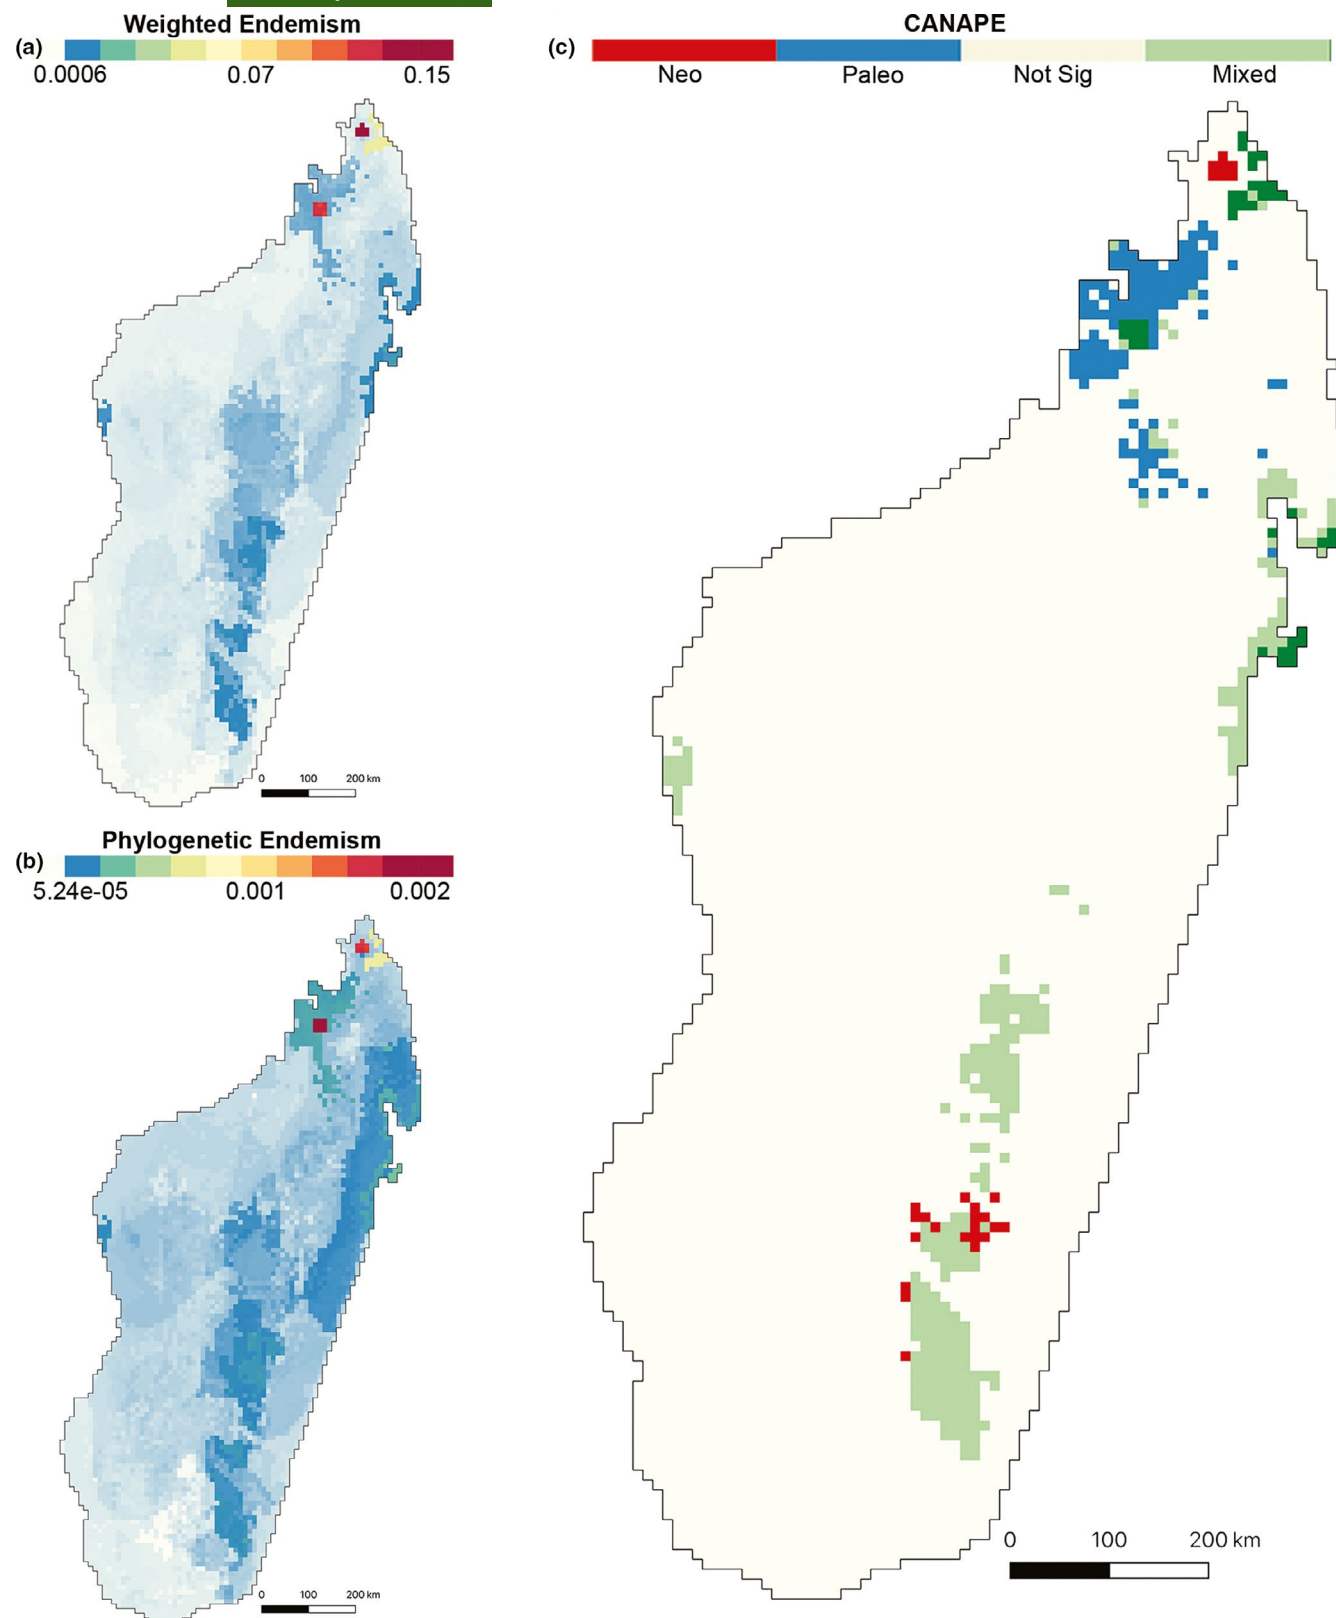 Weighted Endemism
(a)
0.0006 0.07 0.15
0 100 200 km
Phylogenetic Endemism
(b)
5.24e-05 0.001 0.002
0 100 200 km
CANAPE
(c)
Neo Paleo Not Sig Mixed
0 100 200 km